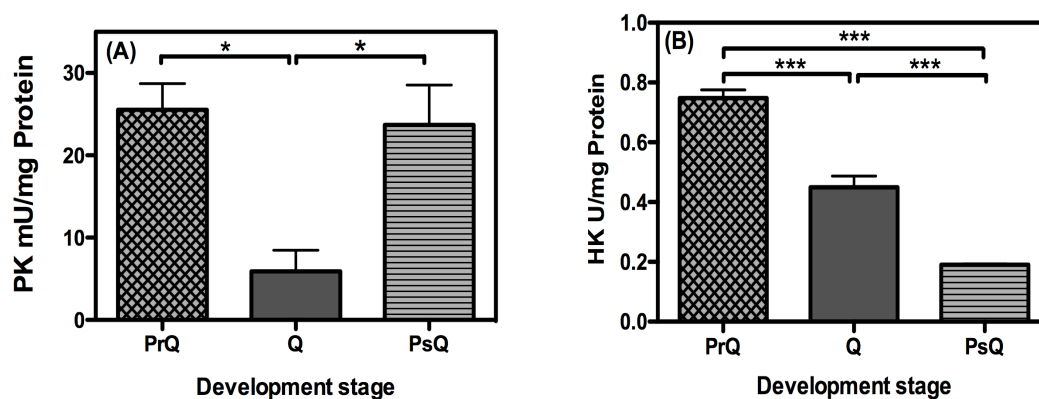 (A)
*
*
PK mU/mg Protein
30
20
10
0
PrQ
Q
PsQ
Development stage
(B)
***
***
***
HK U/mg Protein
1.0
0.8
0.6
0.4
0.2
0.0
PrQ
Q
PsQ
Development stage